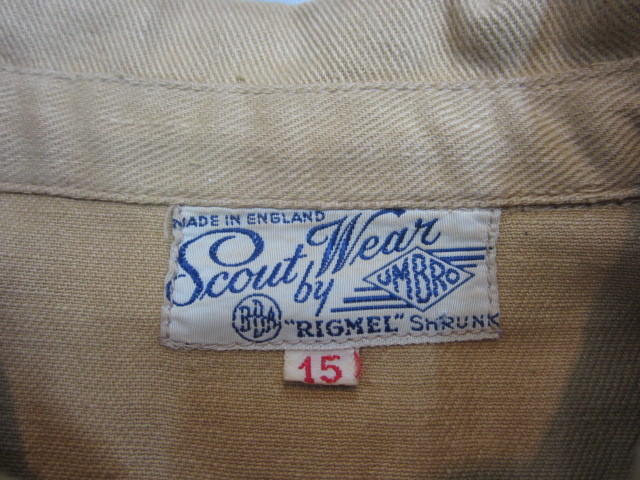 MADE IN ENGLAND
Scout Wear
by UMBRO
BDA "RIGMEL" SHRUNK
15